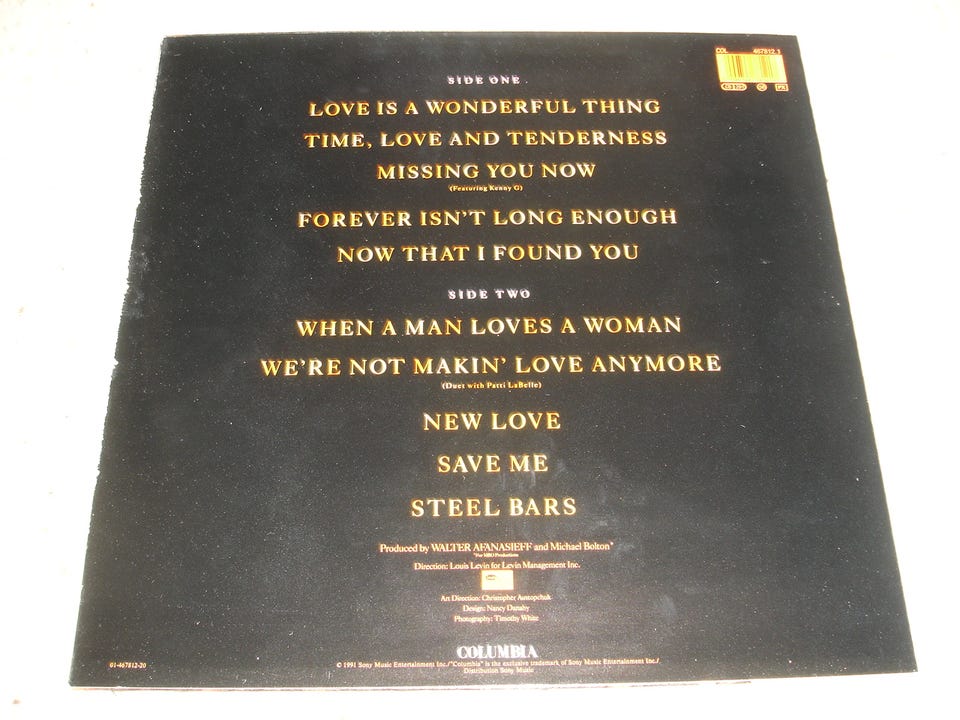 COL 467812 1
SIDE ONE
LOVE IS A WONDERFUL THING
TIME, LOVE AND TENDERNESS
MISSING YOU NOW
(Featuring Kenny G)
FOREVER ISN'T LONG ENOUGH
NOW THAT I FOUND YOU
SIDE TWO
WHEN A MAN LOVES A WOMAN
WE'RE NOT MAKIN' LOVE ANYMORE
(Duet with Patti LaBelle)
NEW LOVE
SAVE ME
STEEL BARS
Produced by WALTER AFANASIEFF and Michael Bolton*
*For MBO Productions
Direction: Louis Levin for Levin Management Inc.
Art Direction: Christopher Austopchuk
Design: Nancy Donahy
Photography: Timothy White
COLUMBIA
01-467812-20
© 1991 Sony Music Entertainment Inc./"Columbia" is the exclusive trademark of Sony Music Entertainment Inc./
Distribution Sony Music